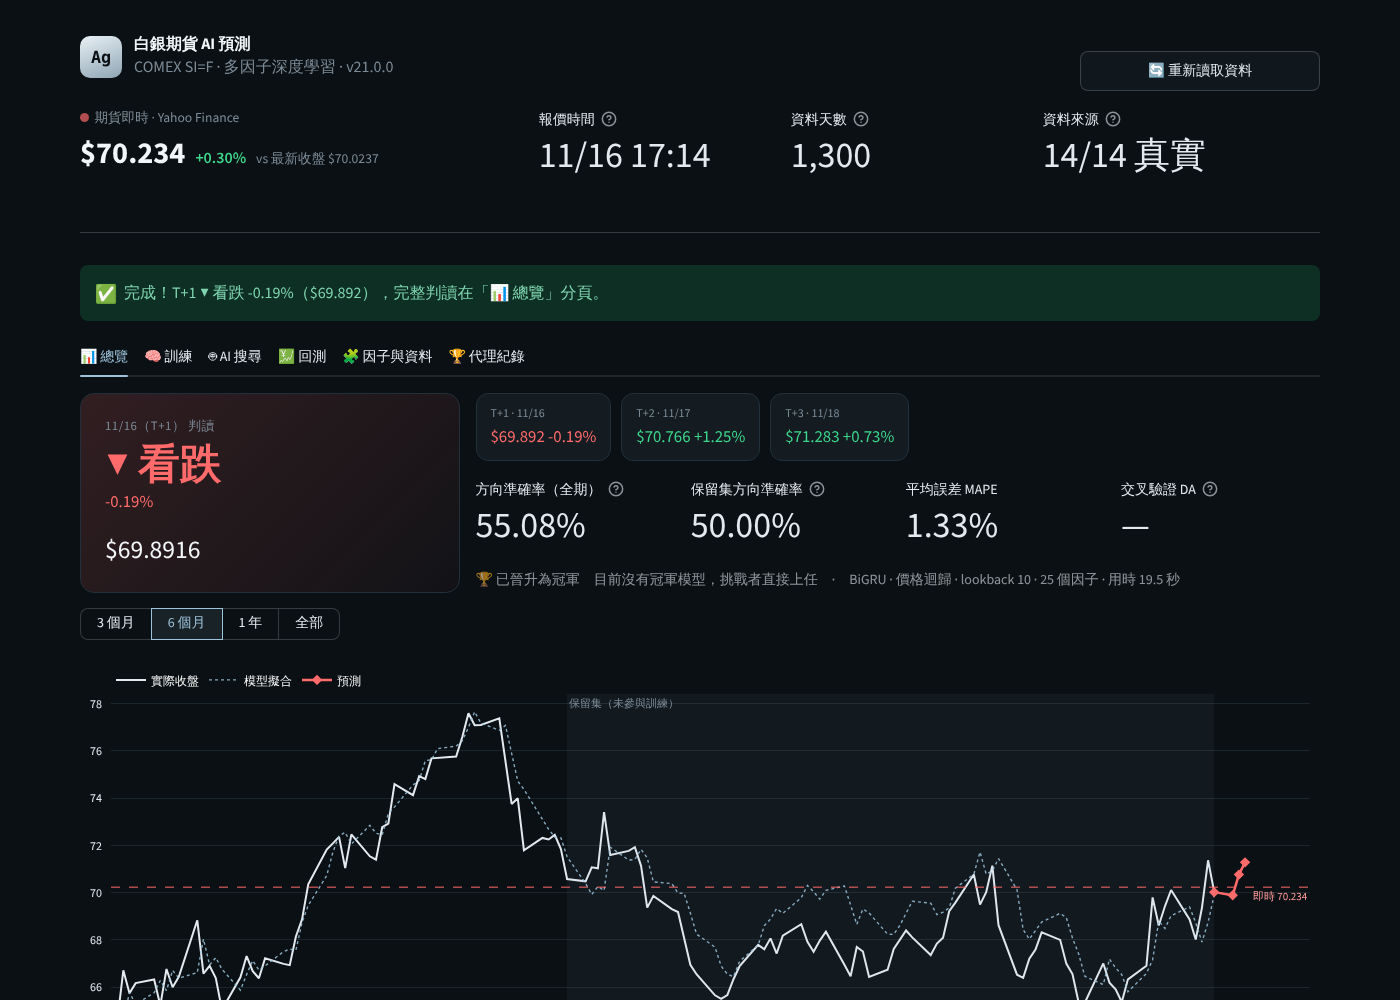 Ag
白銀期貨 AI 預測
COMEX SI=F · 多因子深度學習 · v21.0.0
🔄 重新讀取資料
期貨即時 · Yahoo Finance
$70.234 +0.30% vs 最新收盤 $70.0237
報價時間
11/16 17:14
資料天數
1,300
資料來源
14/14 真實
✅ 完成！T+1 ▼ 看跌 -0.19%（$69.892），完整判讀在「📊 總覽」分頁。
📊 總覽 🧠 訓練 AI 搜尋 💹 回測 🧩 因子與資料 🏆 代理紀錄
11/16（T+1） 判讀
▼ 看跌
-0.19%
$69.8916
T+1 · 11/16
$69.892 -0.19%
T+2 · 11/17
$70.766 +1.25%
T+3 · 11/18
$71.283 +0.73%
方向準確率（全期）
55.08%
保留集方向準確率
50.00%
平均誤差 MAPE
1.33%
交叉驗證 DA
—
🏆 已晉升為冠軍 目前沒有冠軍模型，挑戰者直接上任 · BiGRU · 價格迴歸 · lookback 10 · 25 個因子 · 用時 19.5 秒
3 個月 6 個月 1 年 全部
實際收盤 模型擬合 預測
保留集（未參與訓練）
78
76
74
72
70
68
66
即時 70.234